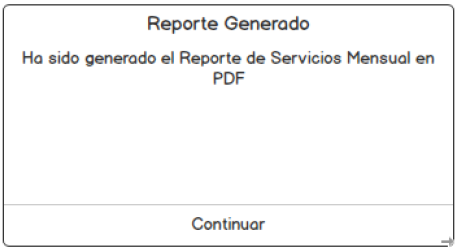 Reporte Generado
Ha sido generado el Reporte de Servicios Mensual en
PDF
Continuar